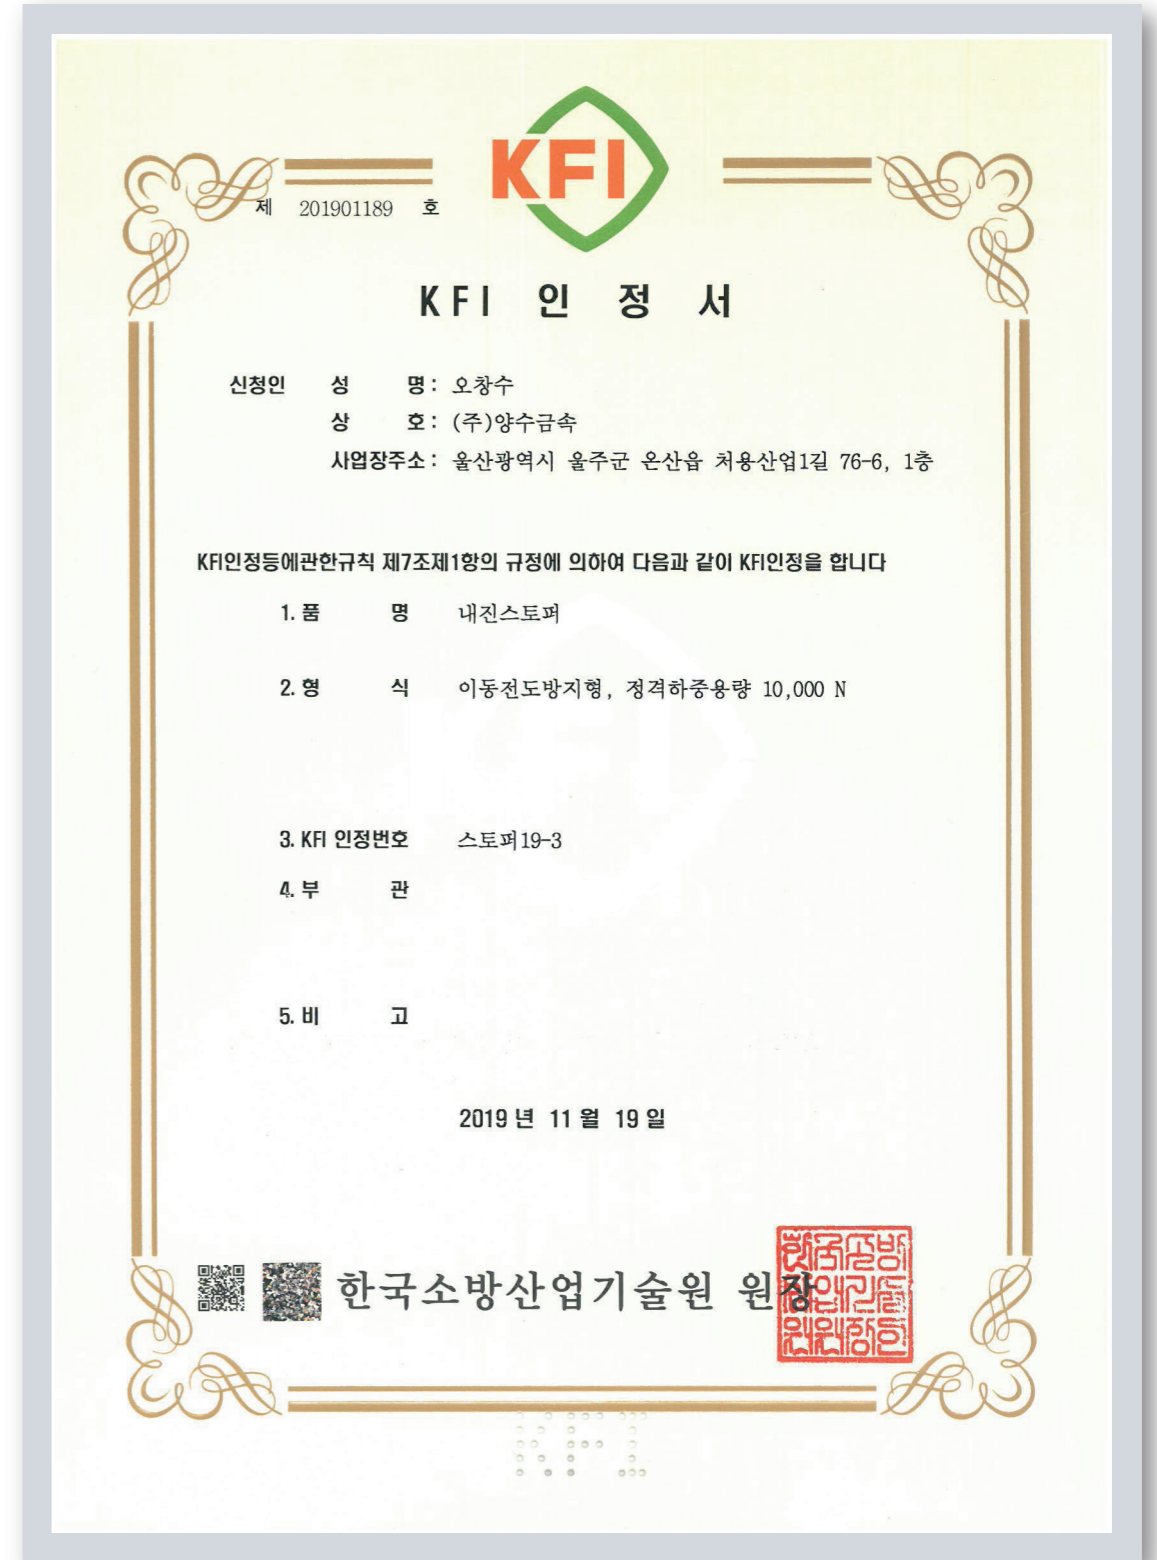 KFI
제 201901189 호
KFI 인 정 서
신청인 성 명 : 오창수
상 호 : (주)양수금속
사업장주소 : 울산광역시 울주군 온산읍 처용산업1길 76-6, 1층
KFI인정등에관한규칙 제7조제1항의 규정에 의하여 다음과 같이 KFI인정을 합니다
1. 품 명 내진스토퍼
2. 형 식 이동전도방지형, 정격하중용량 10,000 N
3. KFI 인정번호 스토퍼19-3
4. 부 관
5. 비 고
2019 년 11 월 19 일
한국소방산업기술원 원장
KFI